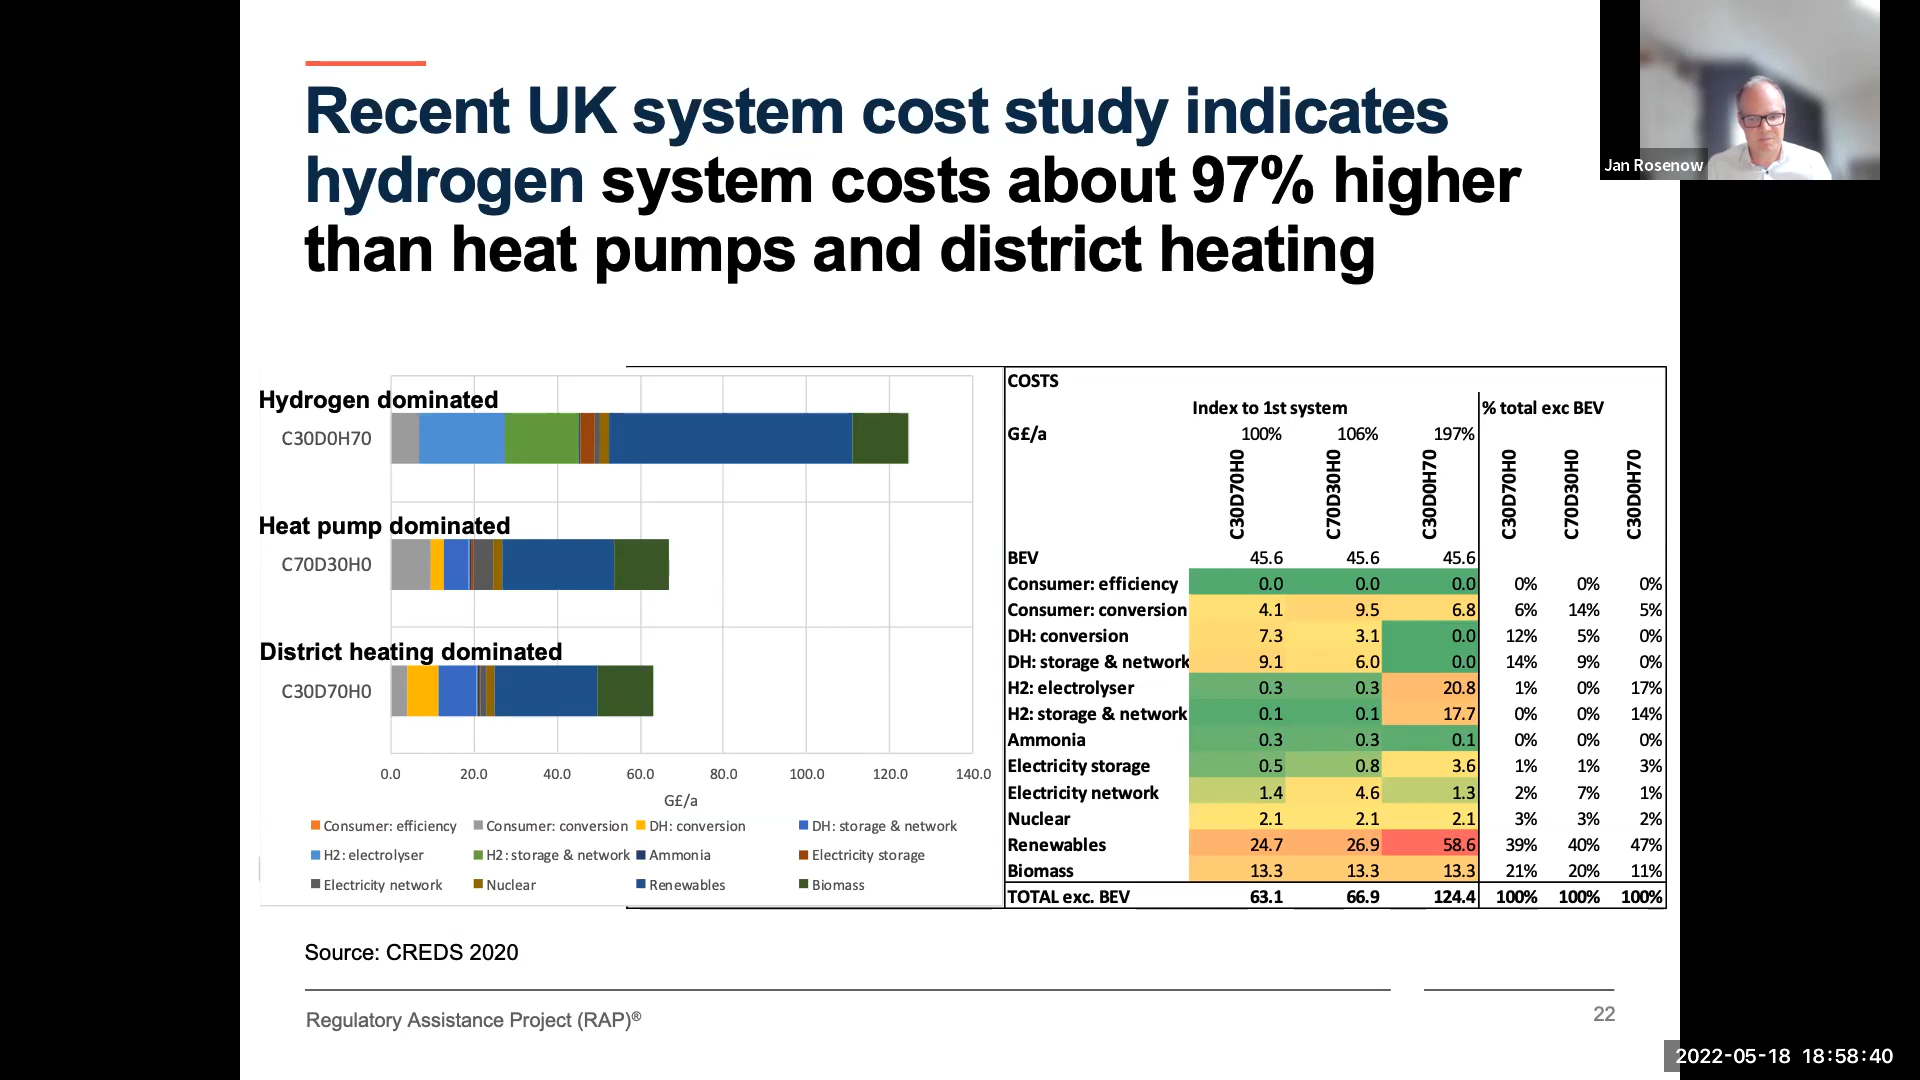 Recent UK system cost study indicates
hydrogen system costs about 97% higher
than heat pumps and district heating
Jan Rosenow
Hydrogen dominated
C30D0H70
Heat pump dominated
C70D30H0
District heating dominated
C30D70H0
0.0 20.0 40.0 60.0 80.0 100.0 120.0 140.0
G£/a
Consumer: efficiency Consumer: conversion DH: conversion DH: storage & network
H2: electrolyser H2: storage & network Ammonia Electricity storage
Electricity network Nuclear Renewables Biomass
COSTS
Index to 1st system % total exc BEV
G£/a 100% 106% 197%
C30D70H0 C70D30H0 C30D0H70 C30D70H0 C70D30H0 C30D0H70
BEV 45.6 45.6 45.6
Consumer: efficiency 0.0 0.0 0.0 0% 0% 0%
Consumer: conversion 4.1 9.5 6.8 6% 14% 5%
DH: conversion 7.3 3.1 0.0 12% 5% 0%
DH: storage & network 9.1 6.0 0.0 14% 9% 0%
H2: electrolyser 0.3 0.3 20.8 1% 0% 17%
H2: storage & network 0.1 0.1 17.7 0% 0% 14%
Ammonia 0.3 0.3 0.1 0% 0% 0%
Electricity storage 0.5 0.8 3.6 1% 1% 3%
Electricity network 1.4 4.6 1.3 2% 7% 1%
Nuclear 2.1 2.1 2.1 3% 3% 2%
Renewables 24.7 26.9 58.6 39% 40% 47%
Biomass 13.3 13.3 13.3 21% 20% 11%
TOTAL exc. BEV 63.1 66.9 124.4 100% 100% 100%
Source: CREDS 2020
Regulatory Assistance Project (RAP)®
22
2022-05-18 18:58:40